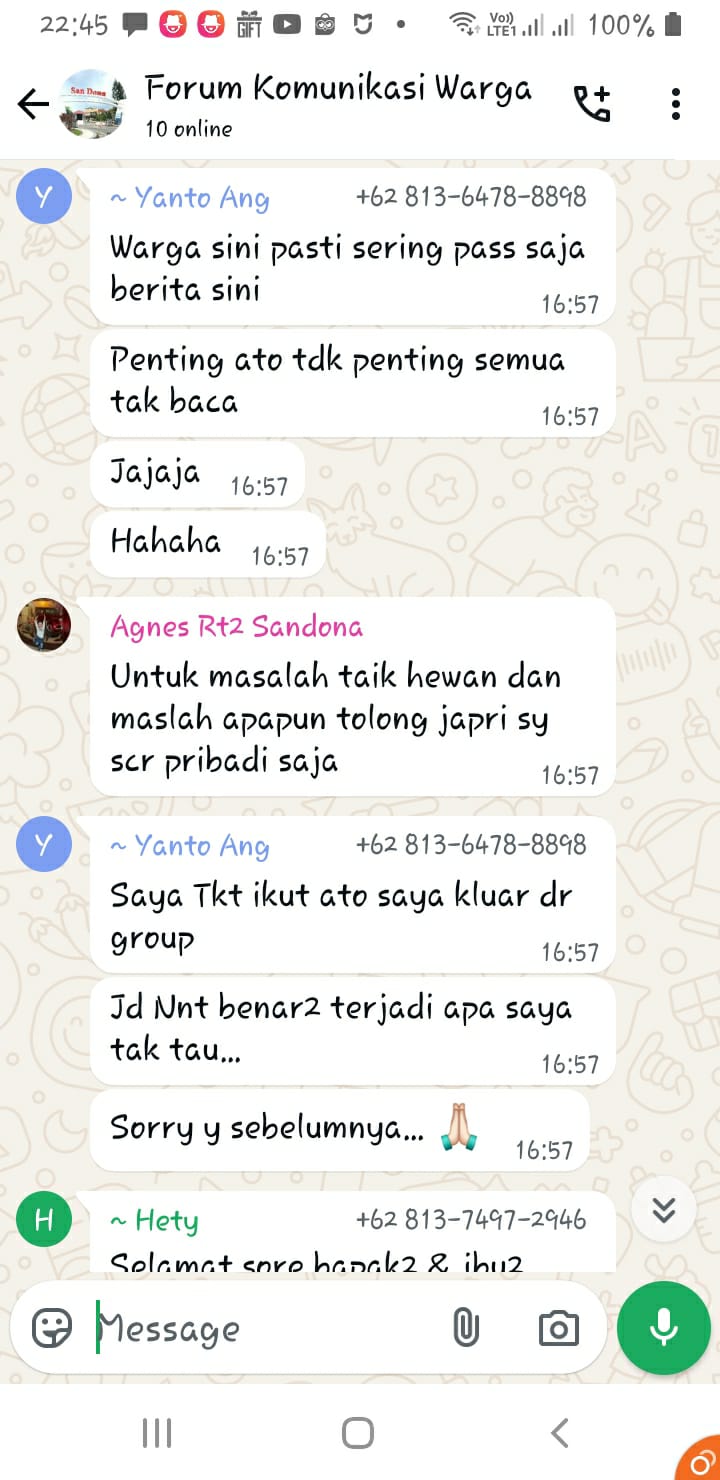 22:45
GIFT
Vo)) LTE1
100%
San Dona
Forum Komunikasi Warga
10 online
Y
~ Yanto Ang +62 813-6478-8898
Warga sini pasti sering pass saja
berita sini
16:57
Penting ato tdk penting semua
tak baca
16:57
Jajaja 16:57
Hahaha 16:57
Agnes Rt2 Sandona
Untuk masalah taik hewan dan
maslah apapun tolong japri sy
scr pribadi saja
16:57
Y
~ Yanto Ang +62 813-6478-8898
Saya Tkt ikut ato saya kluar dr
group
16:57
Jd Nnt benar2 terjadi apa saya
tak tau...
16:57
Sorry y sebelumnya... 🙏 16:57
H
~ Hety +62 813-7497-2946
Selamat sore bapak2 & ibu2
Message